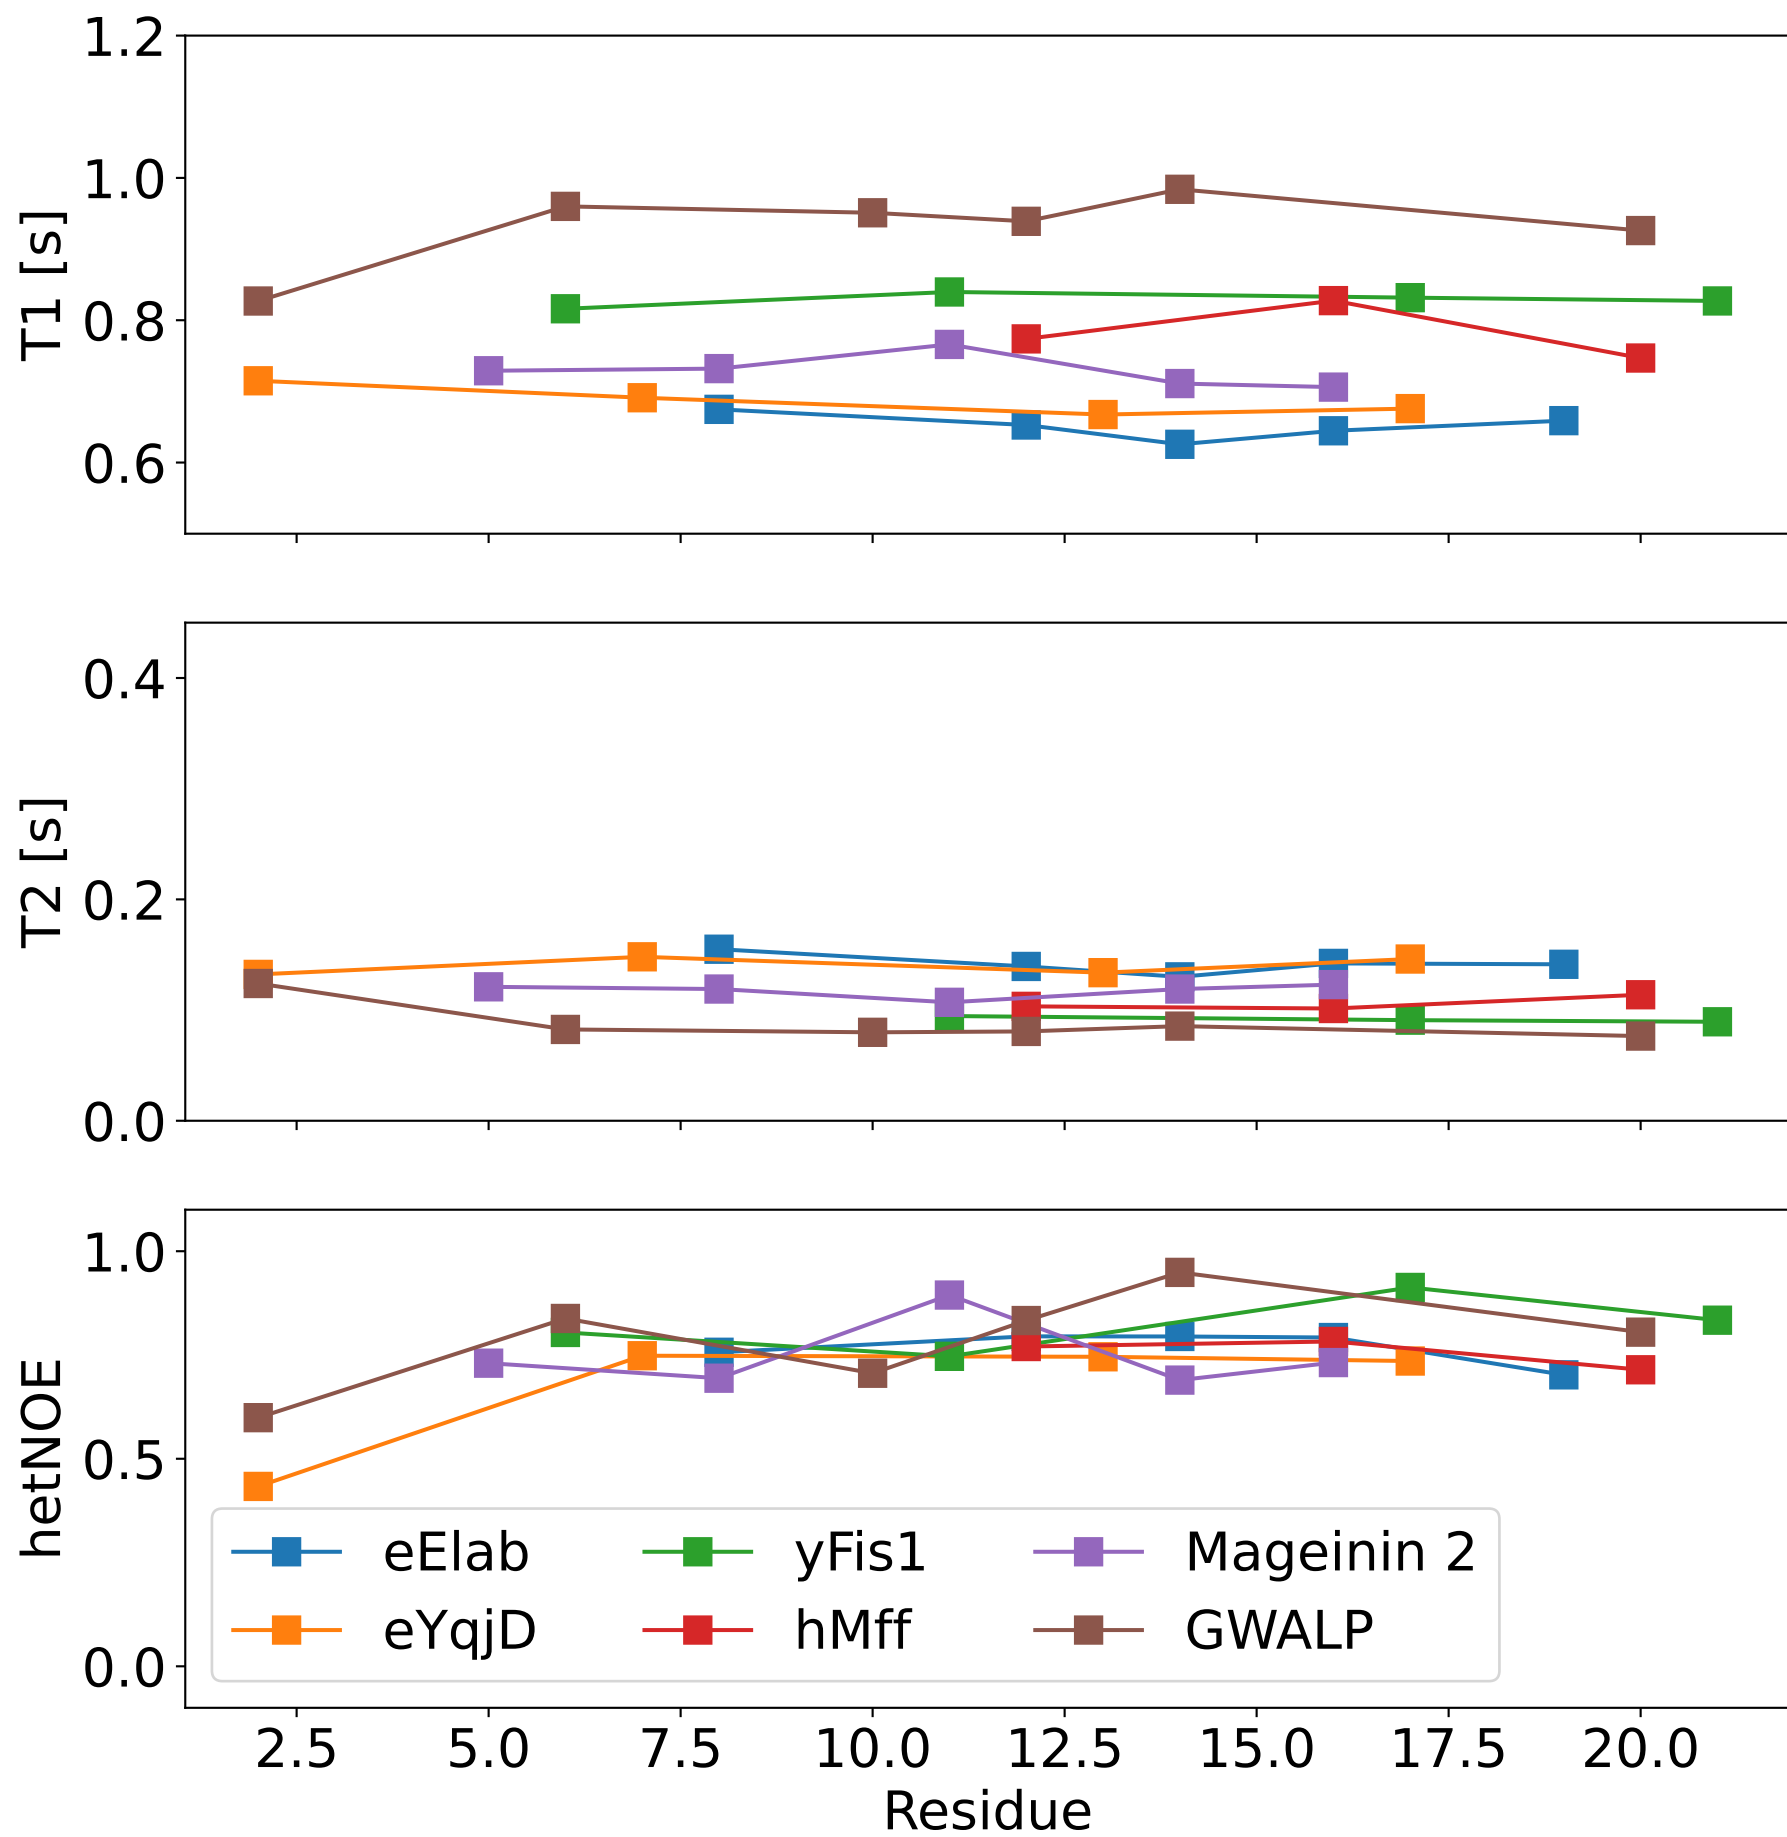 1.2
1.0
0.8
0.6
T1 [s]
0.4
0.2
0.0
T2 [s]
1.0
0.5
0.0
hetNOE
eElab yFis1 Mageinin 2
eYqjD hMff GWALP
2.5 5.0 7.5 10.0 12.5 15.0 17.5 20.0
Residue